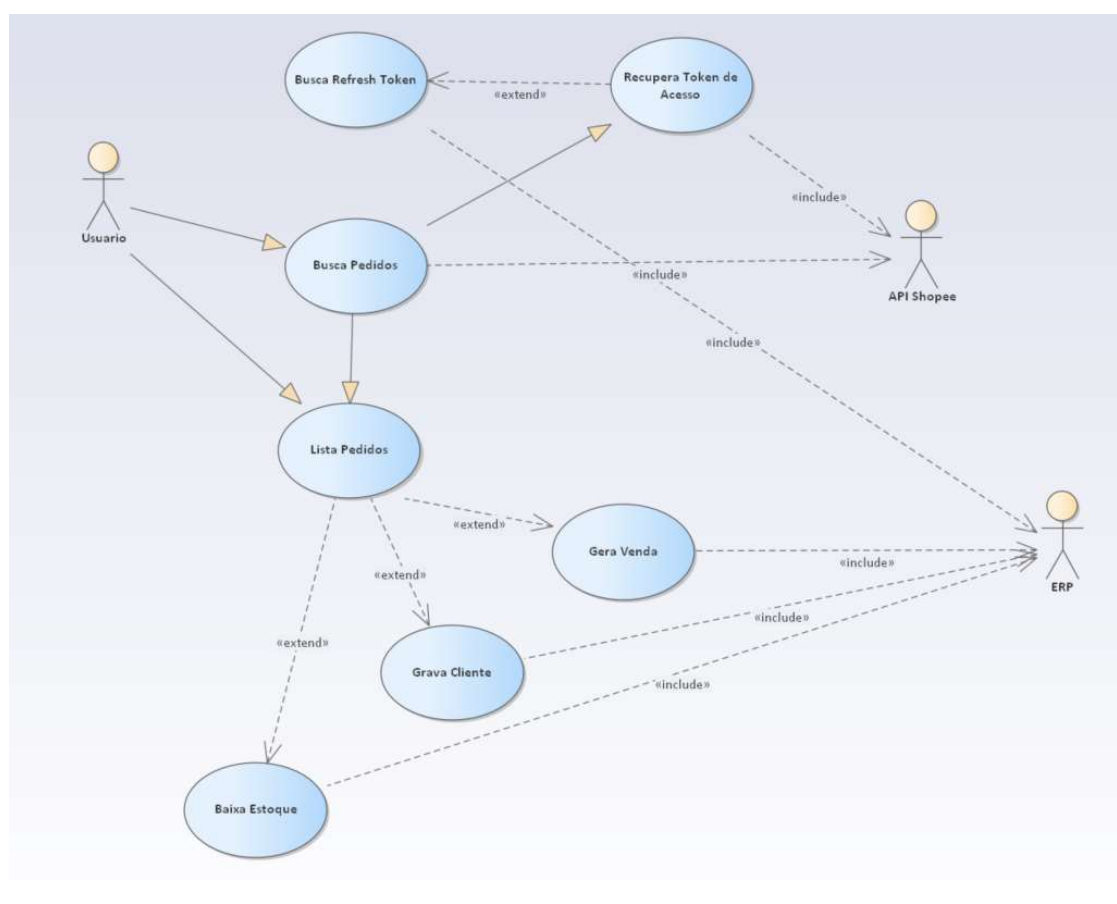 Busca Refresh Token
Recupera Token de
Acesso
«extend»
«include»
Usuario
Busca Pedidos
«include»
API Shopee
«include»
Lista Pedidos
«extend»
Gera Venda
«include»
ERP
«extend»
«include»
«extend»
Grava Cliente
«include»
Baixa Estoque